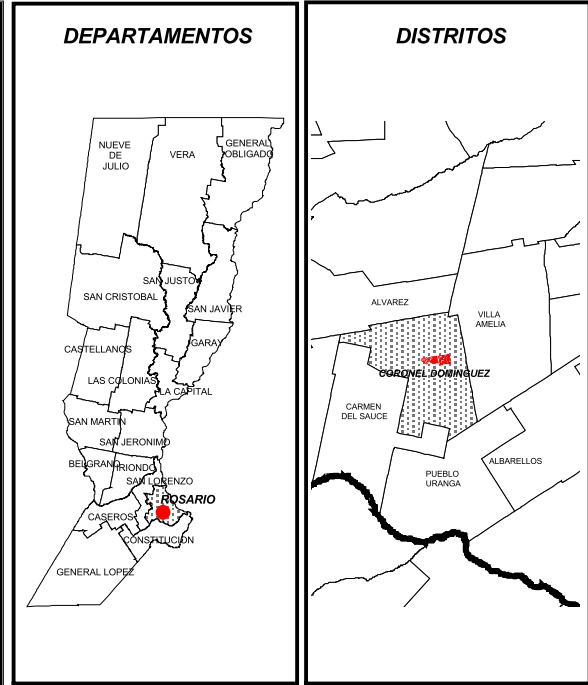 DEPARTAMENTOS
NUEVE
DE
JULIO
VERA
GENERAL
OBLIGADO
SAN JUSTO
SAN CRISTOBAL
SAN JAVIER
CASTELLANOS
GARAY
LAS COLONIAS
LA CAPITAL
SAN MARTIN
SAN JERONIMO
BELGRANO
IRIONDO
SAN LORENZO
ROSARIO
CASEROS
CONSTITUCION
GENERAL LOPEZ
DISTRITOS
ALVAREZ
VILLA
AMELIA
CORONEL DOMINGUEZ
CARMEN
DEL SAUCE
ALBARELLOS
PUEBLO
URANGA